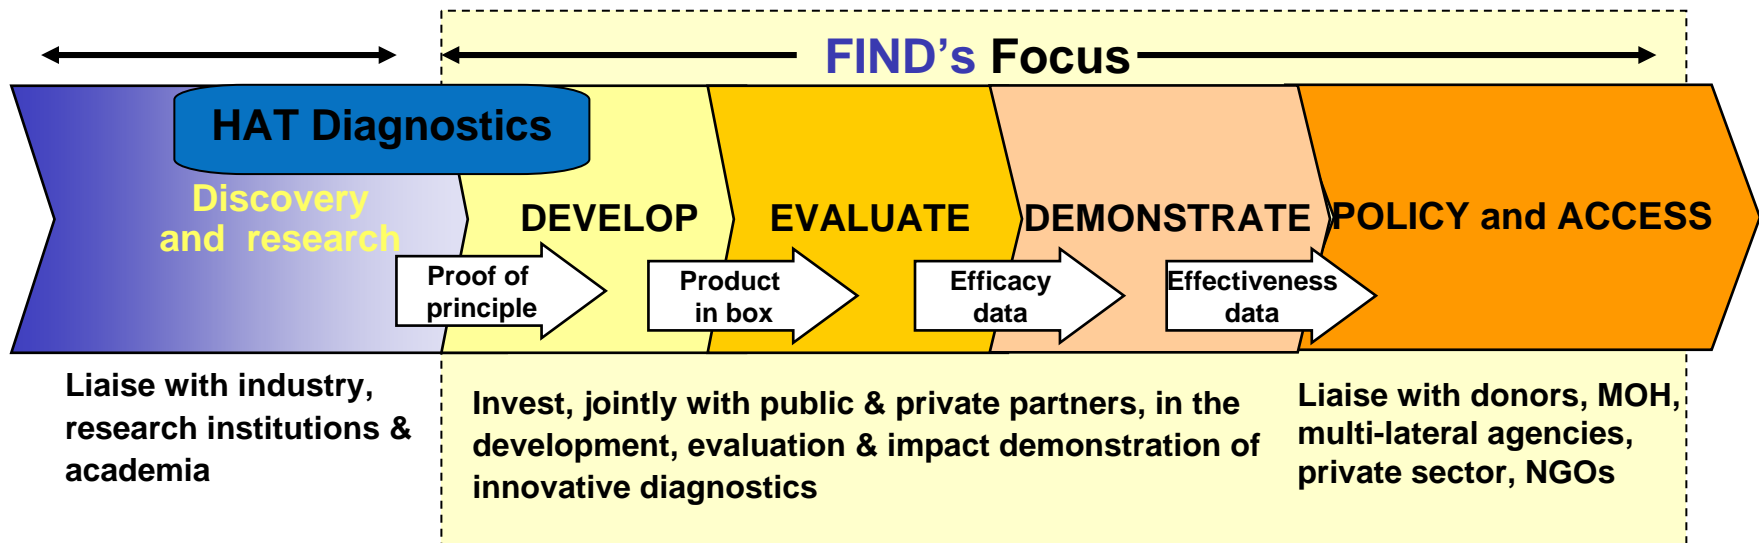 FIND's Focus
HAT Diagnostics
Discovery
and research
DEVELOP
EVALUATE
DEMONSTRATE
POLICY and ACCESS
Proof of
principle
Product
in box
Efficacy
data
Effectiveness
data
Liaise with industry,
research institutions &
academia
Invest, jointly with public & private partners, in the
development, evaluation & impact demonstration of
innovative diagnostics
Liaise with donors, MOH,
multi-lateral agencies,
private sector, NGOs